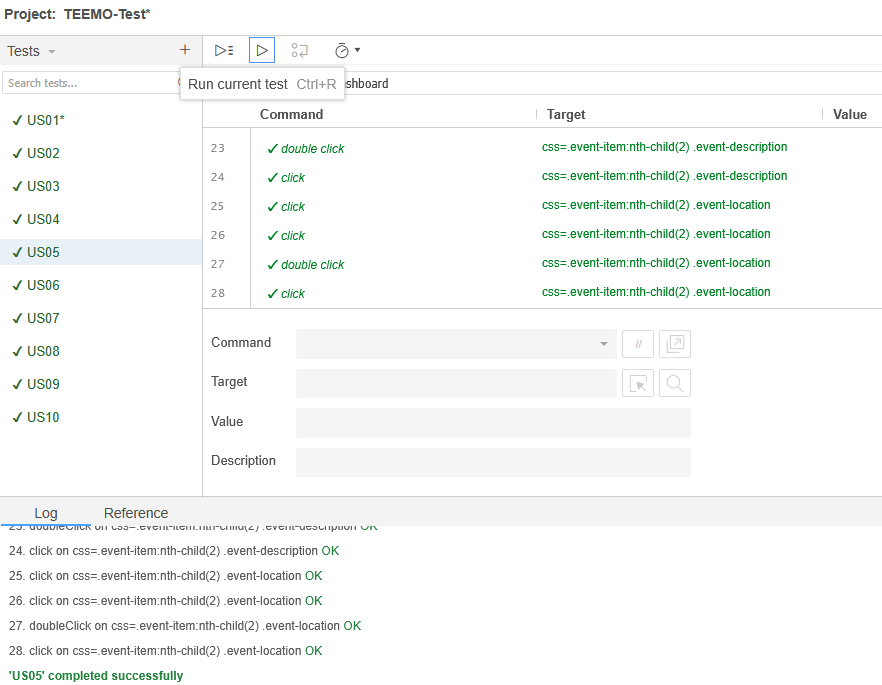 Project: TEEMO-Test*
Tests
+
Search tests...
Run current test Ctrl+R
shboard
Command Target Value
✓ US01*
✓ US02
✓ US03
✓ US04
✓ US05
✓ US06
✓ US07
✓ US08
✓ US09
✓ US10
23 ✓ double click css=.event-item:nth-child(2) .event-description
24 ✓ click css=.event-item:nth-child(2) .event-description
25 ✓ click css=.event-item:nth-child(2) .event-location
26 ✓ click css=.event-item:nth-child(2) .event-location
27 ✓ double click css=.event-item:nth-child(2) .event-location
28 ✓ click css=.event-item:nth-child(2) .event-location
Command
//
Target
Value
Description
Log Reference
23. doubleClick on css=.event-item:nth-child(2) .event-description OK
24. click on css=.event-item:nth-child(2) .event-description OK
25. click on css=.event-item:nth-child(2) .event-location OK
26. click on css=.event-item:nth-child(2) .event-location OK
27. doubleClick on css=.event-item:nth-child(2) .event-location OK
28. click on css=.event-item:nth-child(2) .event-location OK
'US05' completed successfully